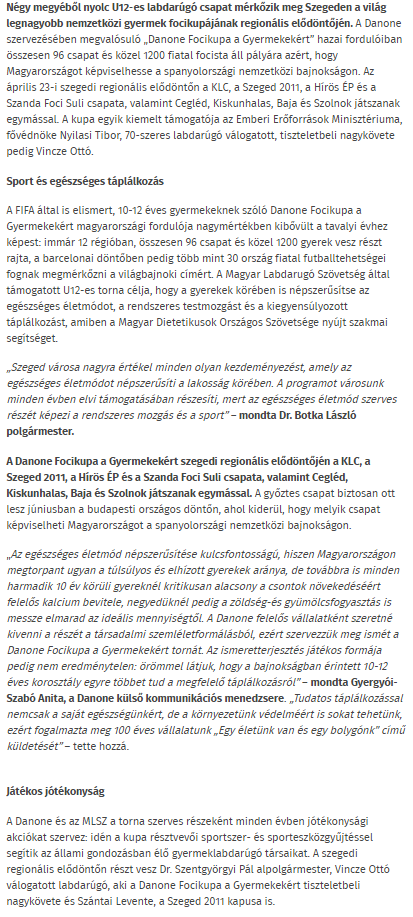 Négy megyéből nyolc U12-es labdarúgó csapat mérkőzik meg Szegeden a világ
legnagyobb nemzetközi gyermek focikupájának regionális elődöntőjén. A Danone
szervezésében megvalósuló „Danone Focikupa a Gyermekekért” hazai fordulóiban
összesen 96 csapat és közel 1200 fiatal focista áll pályára azért, hogy
Magyarországot képviselhesse a spanyolországi nemzetközi bajnokságon. Az
április 23-i szegedi regionális elődöntőn a KLC, a Szeged 2011, a Hírös ÉP és a
Szanda Foci Suli csapata, valamint Cegléd, Kiskunhalas, Baja és Szolnok játszanak
egymással. A kupa egyik kiemelt támogatója az Emberi Erőforrások Minisztériuma,
fővédnöke Nyilasi Tibor, 70-szeres labdarúgó válogatott, tiszteletbeli nagykövete
pedig Vincze Ottó.
Sport és egészséges táplálkozás
A FIFA által is elismert, 10-12 éves gyermekeknek szóló Danone Focikupa a
Gyermekekért magyarországi fordulója nagymértékben kibővült a tavalyi évhez
képest: immár 12 régióban, összesen 96 csapat és közel 1200 gyerek vesz részt
rajta, a barcelonai döntőben pedig több mint 30 ország fiatal futballtehetségei
fognak megmérkőzni a világbajnoki címért. A Magyar Labdarugó Szövetség által
támogatott U12-es torna célja, hogy a gyerekek körében is népszerűsítse az
egészséges életmódot, a rendszeres testmozgást és a kiegyensúlyozott
táplálkozást, amiben a Magyar Dietetikusok Országos Szövetsége nyújt szakmai
segítséget.
„Szeged városa nagyra értékel minden olyan kezdeményezést, amely az
egészséges életmódot népszerűsíti a lakosság körében. A programot városunk
minden évben elvi támogatásában részesíti, mert az egészséges életmód szerves
részét képezi a rendszeres mozgás és a sport” – mondta Dr. Botka László
polgármester.
A Danone Focikupa a Gyermekekért szegedi regionális elődöntőjén a KLC, a
Szeged 2011, a Hírös ÉP és a Szanda Foci Suli csapata, valamint Cegléd,
Kiskunhalas, Baja és Szolnok játszanak egymással. A győztes csapat biztosan ott
lesz júniusban a budapesti országos döntőn, ahol kiderül, hogy melyik csapat
képviselheti Magyarországot a spanyolországi nemzetközi bajnokságon.
„Az egészséges életmód népszerűsítése kulcsfontosságú, hiszen Magyarországon
megtorpant ugyan a túlsúlyos és elhízott gyerekek aránya, de továbbra is minden
harmadik 10 év körüli gyereknél kritikusan alacsony a csontok növekedéséért
felelős kalcium bevitele, negyedüknél pedig a zöldség-és gyümölcsfogyasztás is
messze elmarad az ideális mennyiségtől. A Danone felelős vállalatként szeretné
kivenni a részét a társadalmi szemléletformálásból, ezért szervezzük meg ismét a
Danone Focikupa a Gyermekekért tornát. Az ismeretterjesztés játékos formája
pedig nem eredménytelen: örömmel látjuk, hogy a bajnokságban érintett 10-12
éves korosztály egyre többet tud a megfelelő táplálkozásról” – mondta Gyergyói-
Szabó Anita, a Danone külső kommunikációs menedzsere. „Tudatos táplálkozással
nemcsak a saját egészségünkért, de a környezetünk védelméért is sokat tehetünk,
ezért fogalmazta meg 100 éves vállalatunk „Egy életünk van és egy bolygónk” című
küldetését” – tette hozzá.
Játékos jótékonyság
A Danone és az MLSZ a torna szerves részeként minden évben jótékonysági
akciókat szervez: idén a kupa résztvevői sportszer- és sporteszközgyűjtéssel
segítik az állami gondozásban élő gyermeklabdarúgó társaikat. A szegedi
regionális elődöntőn részt vesz Dr. Szentgyörgyi Pál alpolgármester, Vincze Ottó
válogatott labdarúgó, aki a Danone Focikupa a Gyermekekért tiszteletbeli
nagykövete és Szántai Levente, a Szeged 2011 kapusa is.